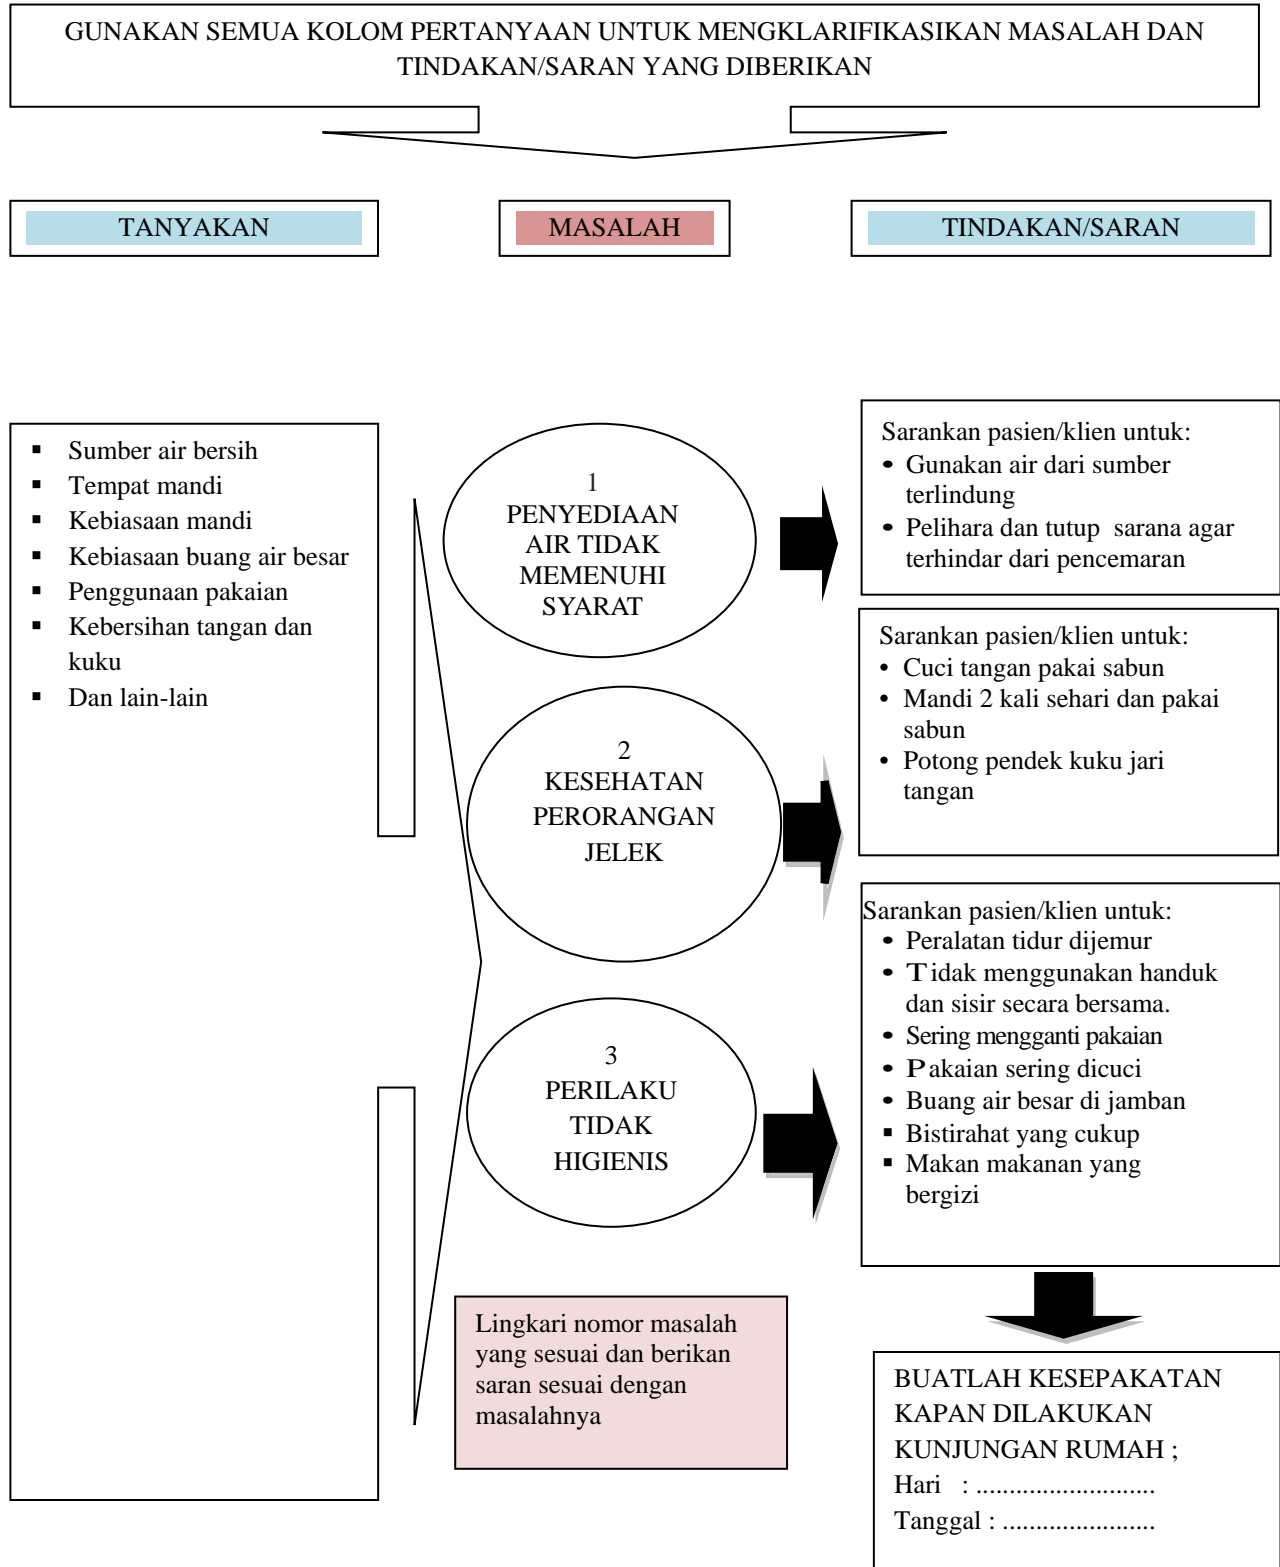 GUNAKAN SEMUA KOLOM PERTANYAAN UNTUK MENGKLARIFIKASIKAN MASALAH DAN
TINDAKAN/SARAN YANG DIBERIKAN
TANYAKAN
MASALAH
TINDAKAN/SARAN
▪ Sumber air bersih
▪ Tempat mandi
▪ Kebiasaan mandi
▪ Kebiasaan buang air besar
▪ Penggunaan pakaian
▪ Kebersihan tangan dan
kuku
▪ Dan lain-lain
1
PENYEDIAAN
AIR TIDAK
MEMENUHI
SYARAT
Sarankan pasien/klien untuk:
• Gunakan air dari sumber
terlindung
• Pelihara dan tutup sarana agar
terhindar dari pencemaran
2
KESEHATAN
PERORANGAN
JELEK
Sarankan pasien/klien untuk:
• Cuci tangan pakai sabun
• Mandi 2 kali sehari dan pakai
sabun
• Potong pendek kuku jari
tangan
3
PERILAKU
TIDAK
HIGIENIS
Sarankan pasien/klien untuk:
• Peralatan tidur dijemur
• Tidak menggunakan handuk
dan sisir secara bersama.
• Sering mengganti pakaian
• Pakaian sering dicuci
• Buang air besar di jamban
▪ Bistirahat yang cukup
▪ Makan makanan yang
bergizi
Lingkari nomor masalah
yang sesuai dan berikan
saran sesuai dengan
masalahnya
BUATLAH KESEPAKATAN
KAPAN DILAKUKAN
KUNJUNGAN RUMAH ;
Hari : ..........................
Tanggal : .......................